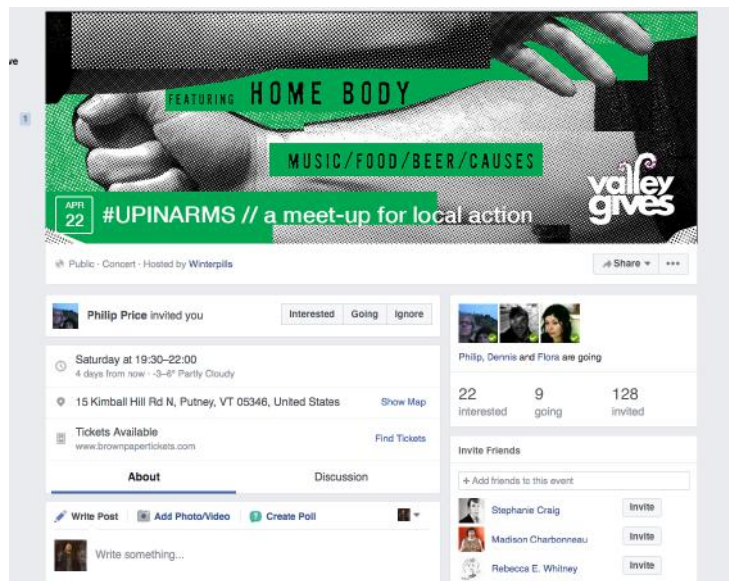 ve
1
FEATURING HOME BODY
MUSIC/FOOD/BEER/CAUSES
valley
gives
APR
22
#UPINARMS // a meet-up for local action
Public · Concert · Hosted by Winterpills
Share
Philip Price invited you
Interested
Going
Ignore
Saturday at 19:30–22:00
4 days from now · -3–6° Partly Cloudy
15 Kimball Hill Rd N, Putney, VT 05346, United States
Show Map
Tickets Available
www.brownpapertickets.com
Find Tickets
About
Discussion
Write Post
Add Photo/Video
Create Poll
Write something...
Philip, Dennis and Flora are going
22
interested
9
going
128
invited
Invite Friends
+ Add friends to this event
Stephanie Craig
Invite
Madison Charbonneau
Invite
Rebecca E. Whitney
Invite